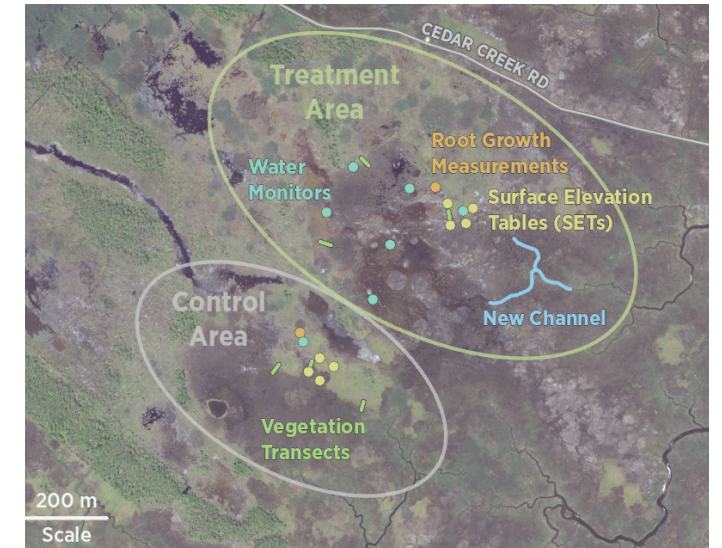 CEDAR CREEK RD
Treatment
Area
Root Growth
Measurements
Water
Monitors
Surface Elevation
Tables (SETs)
Control
Area
New Channel
Vegetation
Transects
200 m
Scale